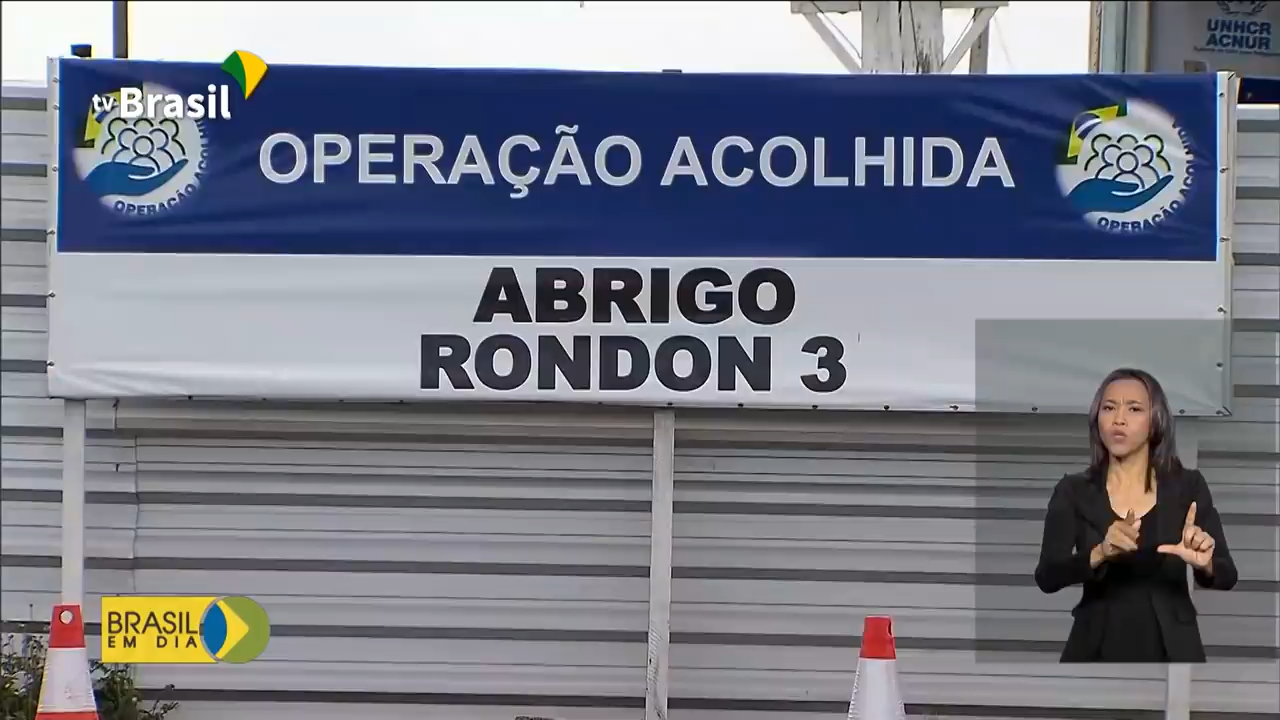 UNHCR
ACNUR
tv Brasil
OPERAÇÃO ACOLHIDA
OPERAÇÃO ACOLHIDA
OPERAÇÃO ACOLHIDA
ABRIGO
RONDON 3
BRASIL
EM DIA